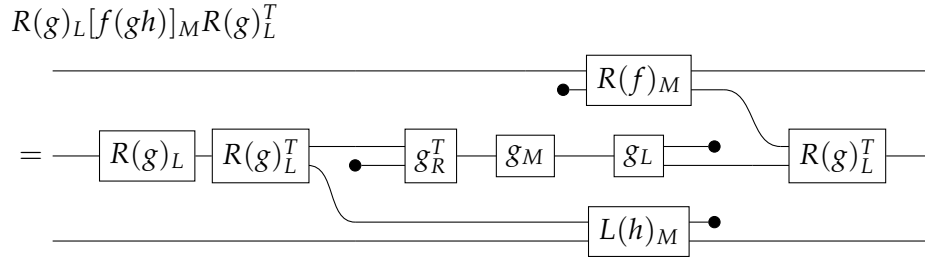 R(g)_L[f(gh)]_M R(g)_L^T
R(f)_M
= R(g)_L R(g)_L^T g_R^T g_M g_L R(g)_L^T
L(h)_M